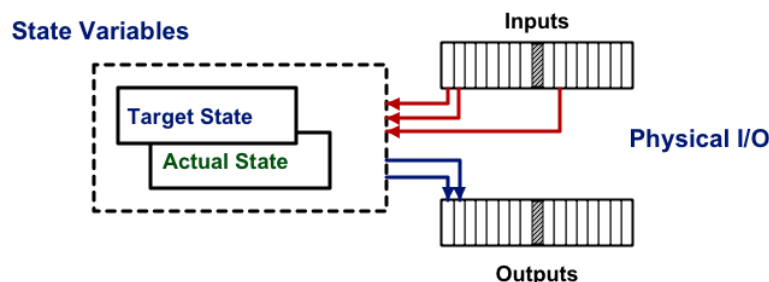 State Variables
Inputs
Target State
Actual State
Physical I/O
Outputs